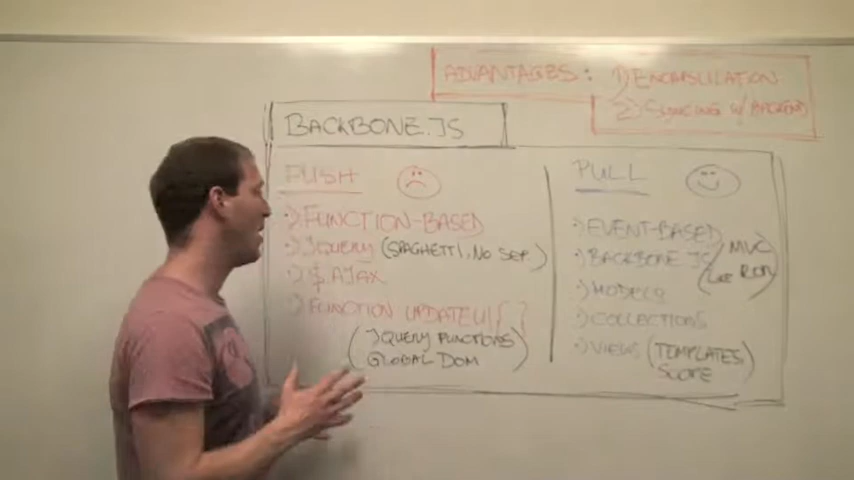 ADVANTAGES: 1) ENCAPSULATION
2) SYNCING W/ BACKEND
BACKBONE.JS
PUSH
1) FUNCTION-BASED
2) JQUERY (SPAGHETTI, NO SEP.)
3) $.AJAX
4) FUNCTION UPDATEUI(){}
(JQUERY FUNCTIONS
GLOBAL DOM)
PULL
1) EVENT-BASED
2) BACKBONE.JS (MVC
3) MODELS
4) COLLECTIONS
5) VIEWS (TEMPLATES,
SCOPE)